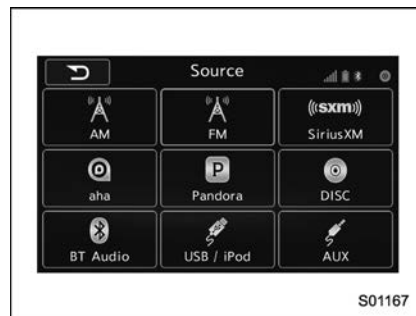 Source
AM
FM
((sxm))
SiriusXM
aha
P
Pandora
DISC
BT Audio
USB / iPod
AUX
S01167